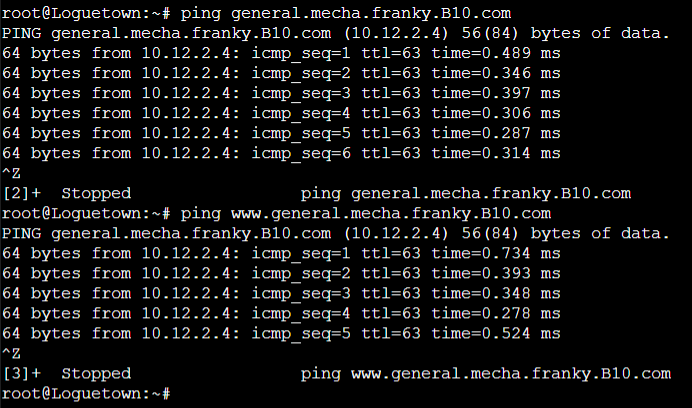 root@Loguetown:~# ping general.mecha.franky.B10.com
PING general.mecha.franky.B10.com (10.12.2.4) 56(84) bytes of data.
64 bytes from 10.12.2.4: icmp_seq=1 ttl=63 time=0.489 ms
64 bytes from 10.12.2.4: icmp_seq=2 ttl=63 time=0.346 ms
64 bytes from 10.12.2.4: icmp_seq=3 ttl=63 time=0.397 ms
64 bytes from 10.12.2.4: icmp_seq=4 ttl=63 time=0.306 ms
64 bytes from 10.12.2.4: icmp_seq=5 ttl=63 time=0.287 ms
64 bytes from 10.12.2.4: icmp_seq=6 ttl=63 time=0.314 ms
^Z
[2]+  Stopped                 ping general.mecha.franky.B10.com
root@Loguetown:~# ping www.general.mecha.franky.B10.com
PING general.mecha.franky.B10.com (10.12.2.4) 56(84) bytes of data.
64 bytes from 10.12.2.4: icmp_seq=1 ttl=63 time=0.734 ms
64 bytes from 10.12.2.4: icmp_seq=2 ttl=63 time=0.393 ms
64 bytes from 10.12.2.4: icmp_seq=3 ttl=63 time=0.348 ms
64 bytes from 10.12.2.4: icmp_seq=4 ttl=63 time=0.278 ms
64 bytes from 10.12.2.4: icmp_seq=5 ttl=63 time=0.524 ms
^Z
[3]+  Stopped                 ping www.general.mecha.franky.B10.com
root@Loguetown:~#